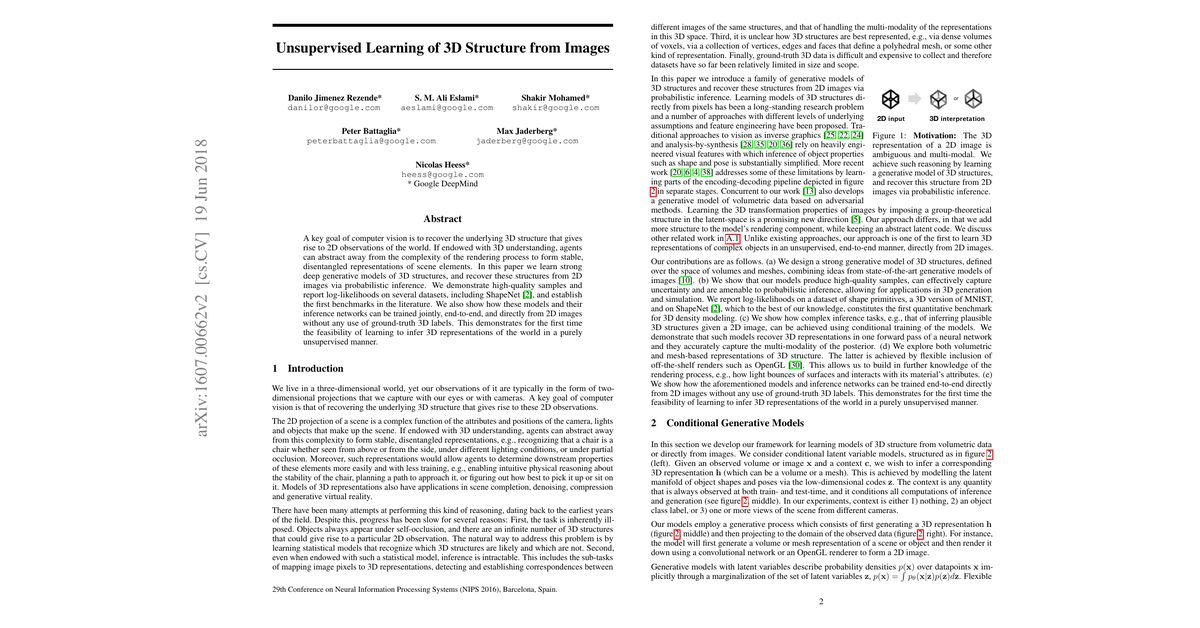 Unsupervised Learning of 3D Structure from Images
Danilo Jimenez Rezende* S. M. Ali Eslami* Shakir Mohamed*
danilor@google.com aeslami@google.com shakir@google.com
Peter Battaglia* Max Jaderberg*
peterbattaglia@google.com jaderberg@google.com
Nicolas Heess*
heess@google.com
* Google DeepMind
Abstract
A key goal of computer vision is to recover the underlying 3D structure that gives
rise to 2D observations of the world. If endowed with 3D understanding, agents
can abstract away from the complexity of the rendering process to form stable,
disentangled representations of scene elements. In this paper we learn strong
deep generative models of 3D structures, and recover these structures from 2D
images via probabilistic inference. We demonstrate high-quality samples and
report log-likelihoods on several datasets, including ShapeNet [2], and establish
the first benchmarks in the literature. We also show how these models and their
inference networks can be trained jointly, end-to-end, and directly from 2D images
without any use of ground-truth 3D labels. This demonstrates for the first time
the feasibility of learning to infer 3D representations of the world in a purely
unsupervised manner.
1 Introduction
We live in a three-dimensional world, yet our observations of it are typically in the form of two-
dimensional projections that we capture with our eyes or with cameras. A key goal of computer
vision is that of recovering the underlying 3D structure that gives rise to these 2D observations.
The 2D projection of a scene is a complex function of the attributes and positions of the camera, lights
and objects that make up the scene. If endowed with 3D understanding, agents can abstract away
from this complexity to form stable, disentangled representations, e.g., recognizing that a chair is a
chair whether seen from above or from the side, under different lighting conditions, or under partial
occlusion. Moreover, such representations would allow agents to determine downstream properties
of these elements more easily and with less training, e.g., enabling intuitive physical reasoning about
the stability of the chair, planning a path to approach it, or figuring out how best to pick it up or sit on
it. Models of 3D representations also have applications in scene completion, denoising, compression
and generative virtual reality.
There have been many attempts at performing this kind of reasoning, dating back to the earliest years
of the field. Despite this, progress has been slow for several reasons: First, the task is inherently ill-
posed. Objects always appear under self-occlusion, and there are an infinite number of 3D structures
that could give rise to a particular 2D observation. The natural way to address this problem is by
learning statistical models that recognize which 3D structures are likely and which are not. Second,
even when endowed with such a statistical model, inference is intractable. This includes the sub-tasks
of mapping image pixels to 3D representations, detecting and establishing correspondences between
29th Conference on Neural Information Processing Systems (NIPS 2016), Barcelona, Spain.
arXiv:1607.00662v2 [cs.CV] 19 Jun 2018
different images of the same structures, and that of handling the multi-modality of the representations
in this 3D space. Third, it is unclear how 3D structures are best represented, e.g., via dense volumes
of voxels, via a collection of vertices, edges and faces that define a polyhedral mesh, or some other
kind of representation. Finally, ground-truth 3D data is difficult and expensive to collect and therefore
datasets have so far been relatively limited in size and scope.
In this paper we introduce a family of generative models of
3D structures and recover these structures from 2D images via
probabilistic inference. Learning models of 3D structures di-
rectly from pixels has been a long-standing research problem
and a number of approaches with different levels of underlying
assumptions and feature engineering have been proposed. Tra-
ditional approaches to vision as inverse graphics [25, 22, 24]
and analysis-by-synthesis [28, 35, 20, 36] rely on heavily engi-
neered visual features with which inference of object properties
such as shape and pose is substantially simplified. More recent
work [20, 6, 4, 38] addresses some of these limitations by learn-
ing parts of the encoding-decoding pipeline depicted in figure
2 in separate stages. Concurrent to our work [13] also develops
a generative model of volumetric data based on adversarial
methods. Learning the 3D transformation properties of images by imposing a group-theoretical
structure in the latent-space is a promising new direction [5]. Our approach differs, in that we add
more structure to the model's rendering component, while keeping an abstract latent code. We discuss
other related work in A.1. Unlike existing approaches, our approach is one of the first to learn 3D
representations of complex objects in an unsupervised, end-to-end manner, directly from 2D images.
2D input or 3D interpretation
Figure 1: Motivation: The 3D
representation of a 2D image is
ambiguous and multi-modal. We
achieve such reasoning by learning
a generative model of 3D structures,
and recover this structure from 2D
images via probabilistic inference.
Our contributions are as follows. (a) We design a strong generative model of 3D structures, defined
over the space of volumes and meshes, combining ideas from state-of-the-art generative models of
images [10]. (b) We show that our models produce high-quality samples, can effectively capture
uncertainty and are amenable to probabilistic inference, allowing for applications in 3D generation
and simulation. We report log-likelihoods on a dataset of shape primitives, a 3D version of MNIST,
and on ShapeNet [2], which to the best of our knowledge, constitutes the first quantitative benchmark
for 3D density modeling. (c) We show how complex inference tasks, e.g., that of inferring plausible
3D structures given a 2D image, can be achieved using conditional training of the models. We
demonstrate that such models recover 3D representations in one forward pass of a neural network
and they accurately capture the multi-modality of the posterior. (d) We explore both volumetric
and mesh-based representations of 3D structure. The latter is achieved by flexible inclusion of
off-the-shelf renders such as OpenGL [30]. This allows us to build in further knowledge of the
rendering process, e.g., how light bounces of surfaces and interacts with its material's attributes. (e)
We show how the aforementioned models and inference networks can be trained end-to-end directly
from 2D images without any use of ground-truth 3D labels. This demonstrates for the first time the
feasibility of learning to infer 3D representations of the world in a purely unsupervised manner.
2 Conditional Generative Models
In this section we develop our framework for learning models of 3D structure from volumetric data
or directly from images. We consider conditional latent variable models, structured as in figure 2
(left). Given an observed volume or image x and a context c, we wish to infer a corresponding
3D representation h (which can be a volume or a mesh). This is achieved by modelling the latent
manifold of object shapes and poses via the low-dimensional codes z. The context is any quantity
that is always observed at both train- and test-time, and it conditions all computations of inference
and generation (see figure 2, middle). In our experiments, context is either 1) nothing, 2) an object
class label, or 3) one or more views of the scene from different cameras.
Our models employ a generative process which consists of first generating a 3D representation h
(figure 2, middle) and then projecting to the domain of the observed data (figure 2, right). For instance,
the model will first generate a volume or mesh representation of a scene or object and then render it
down using a convolutional network or an OpenGL renderer to form a 2D image.
Generative models with latent variables describe probability densities p(x) over datapoints x im-
plicitly through a marginalization of the set of latent variables z, p(x) = ∫ pθ(x|z)p(z)dz. Flexible
2